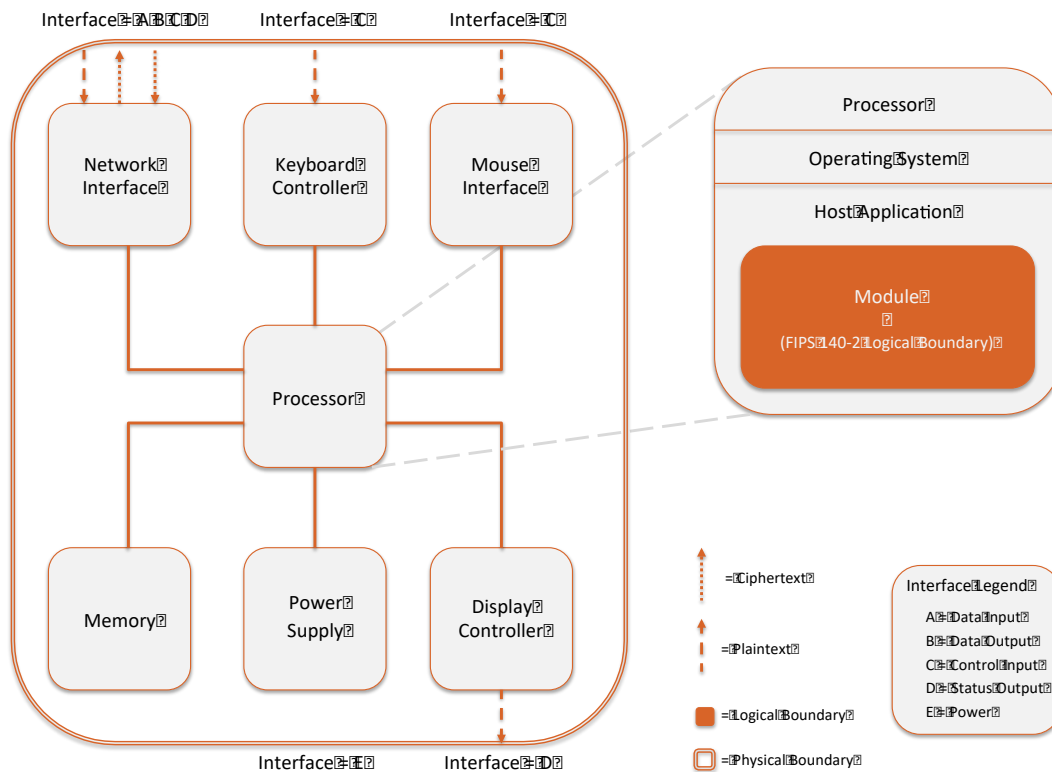 Interface = A B C D
Interface = C
Interface = C
Network
Interface
Keyboard
Controller
Mouse
Interface
Processor
Memory
Power
Supply
Display
Controller
Interface = E
Interface = D
Processor
Operating System
Host Application
Module
(FIPS 140-2 Logical Boundary)
= Ciphertext
= Plaintext
= Logical Boundary
= Physical Boundary
Interface Legend
A = Data Input
B = Data Output
C = Control Input
D = Status Output
E = Power